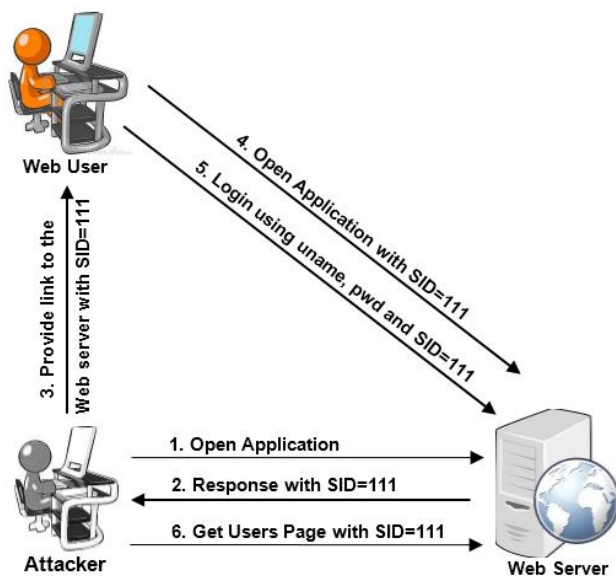 Web User
4. Open Application with SID=111
5. Login using uname, pwd and SID=111
3. Provide link to the
Web server with SID=111
1. Open Application
2. Response with SID=111
6. Get Users Page with SID=111
Attacker
Web Server